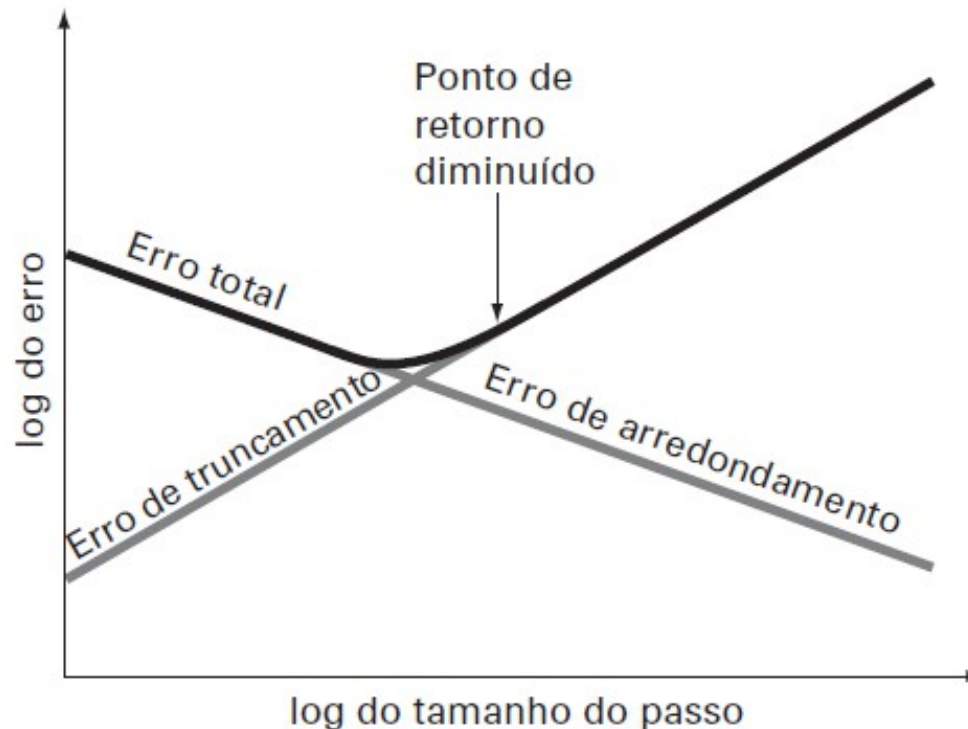 Ponto de
retorno
diminuído
Erro total
log do erro
Erro de truncamento
Erro de arredondamento
log do tamanho do passo